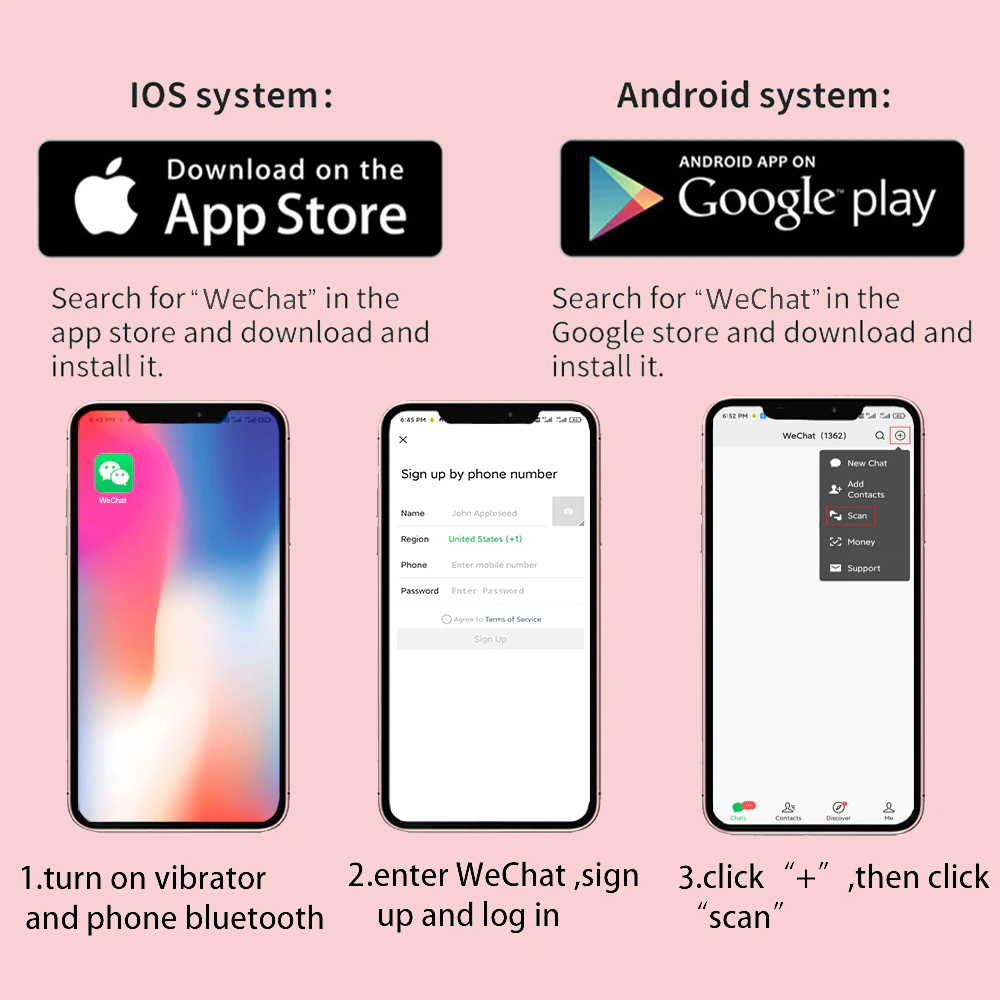 IOS system:
Android system:
Download on the
App Store
ANDROID APP ON
Google™ play
Search for “WeChat” in the
app store and download and
install it.
Search for “WeChat” in the
Google store and download and
install it.
6:45 PM
WeChat
6:45 PM
Sign up by phone number
Name John Appleseed
Region United States (+1)
Phone Enter mobile number
Password Enter Password
Agree to Terms of Service
Sign Up
6:52 PM
WeChat (1362)
New Chat
Add
Contacts
Scan
Money
Support
Chats Contacts Discover Me
1.turn on vibrator
and phone bluetooth
2.enter WeChat ,sign
up and log in
3.click “+” ,then click
“scan”